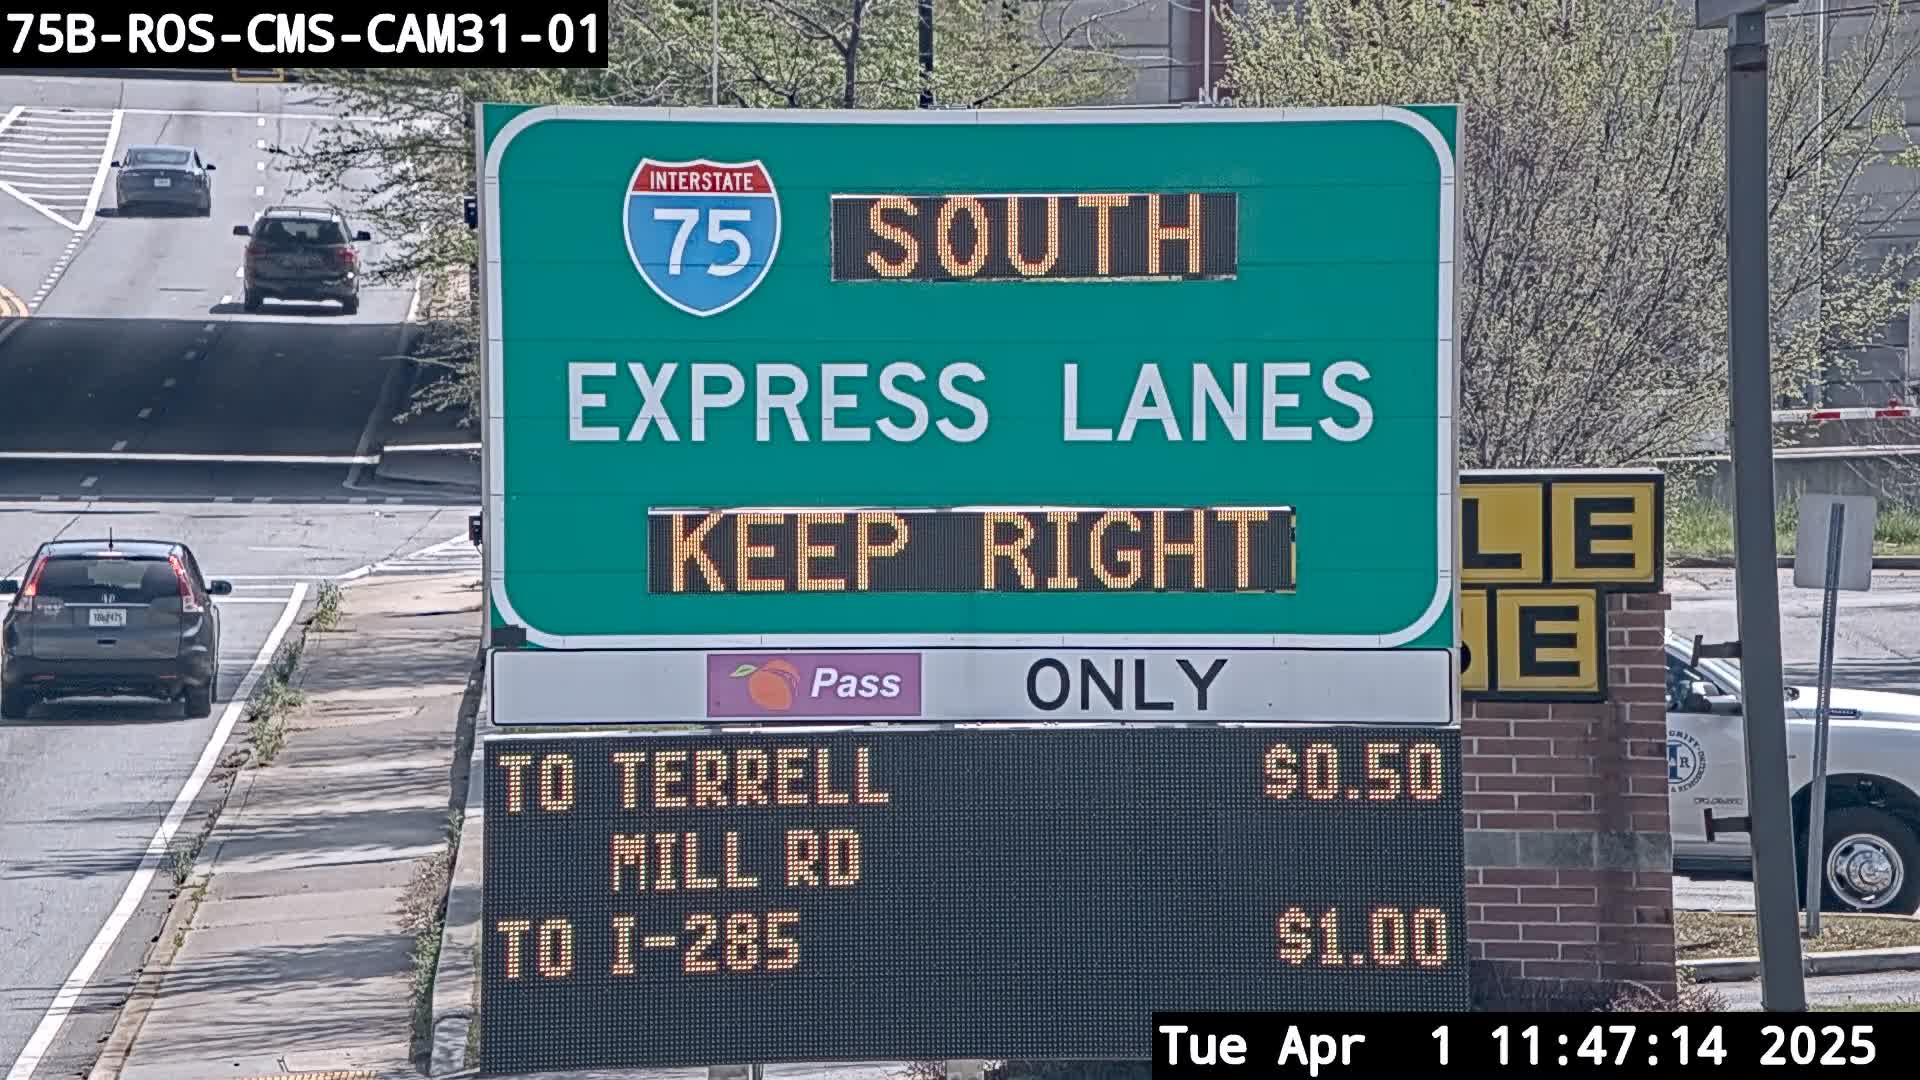 75B-ROS-CMS-CAM31-01
INTERSTATE
75
SOUTH
EXPRESS LANES
KEEP RIGHT
Pass ONLY
TO TERRELL $0.50
MILL RD
TO I-285 $1.00
LE
E
Tue Apr 1 11:47:14 2025